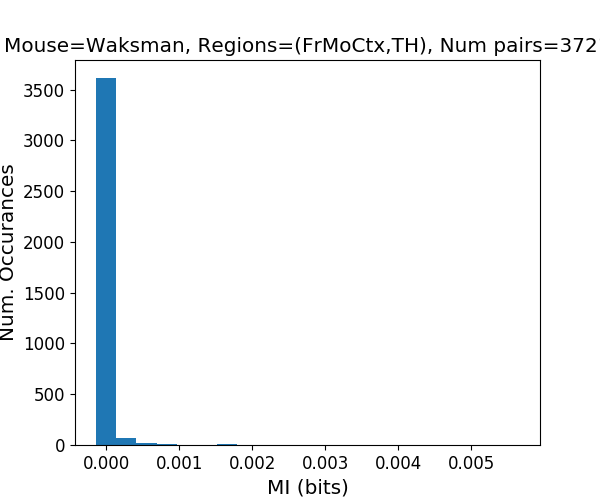 Mouse=Waksman, Regions=(FrMoCtx,TH), Num pairs=372
3500
3000
2500
2000
1500
1000
500
0
Num. Occurances
0.000 0.001 0.002 0.003 0.004 0.005
MI (bits)